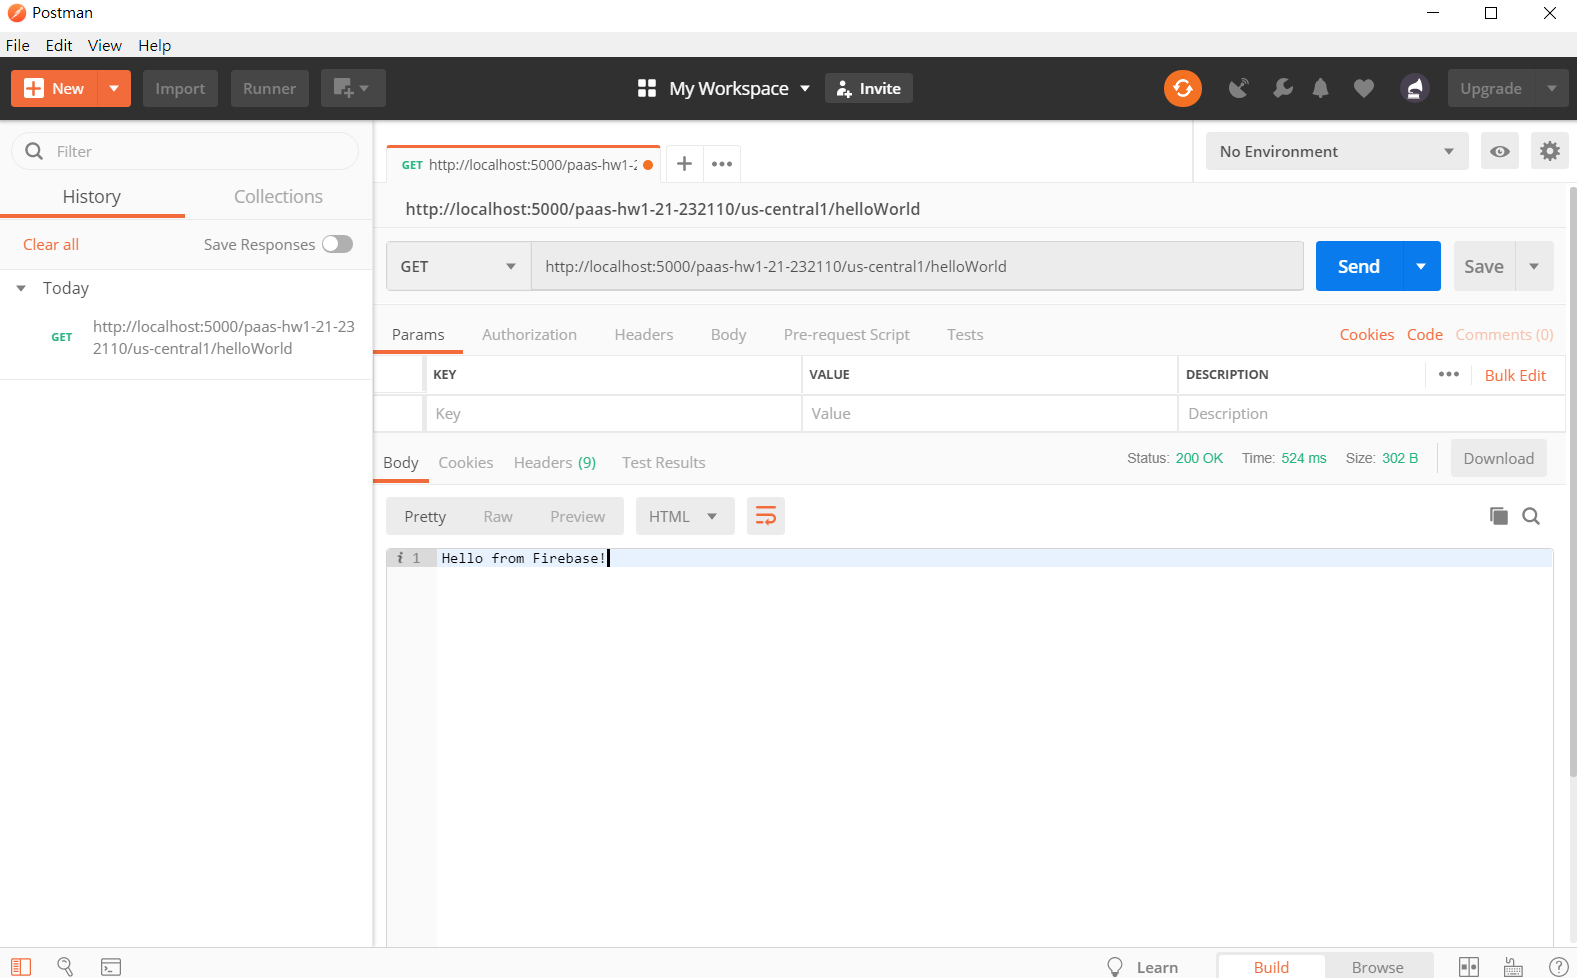 Postman
File Edit View Help
New Import Runner My Workspace Invite Upgrade
Filter
History Collections
Clear all Save Responses
Today
GET http://localhost:5000/paas-hw1-21-23
2110/us-central1/helloWorld
GET http://localhost:5000/paas-hw1-2
No Environment
http://localhost:5000/paas-hw1-21-232110/us-central1/helloWorld
GET http://localhost:5000/paas-hw1-21-232110/us-central1/helloWorld Send Save
Params Authorization Headers Body Pre-request Script Tests Cookies Code Comments (0)
KEY VALUE DESCRIPTION Bulk Edit
Key Value Description
Body Cookies Headers (9) Test Results Status: 200 OK Time: 524 ms Size: 302 B Download
Pretty Raw Preview HTML
i 1 Hello from Firebase!
Learn Build Browse